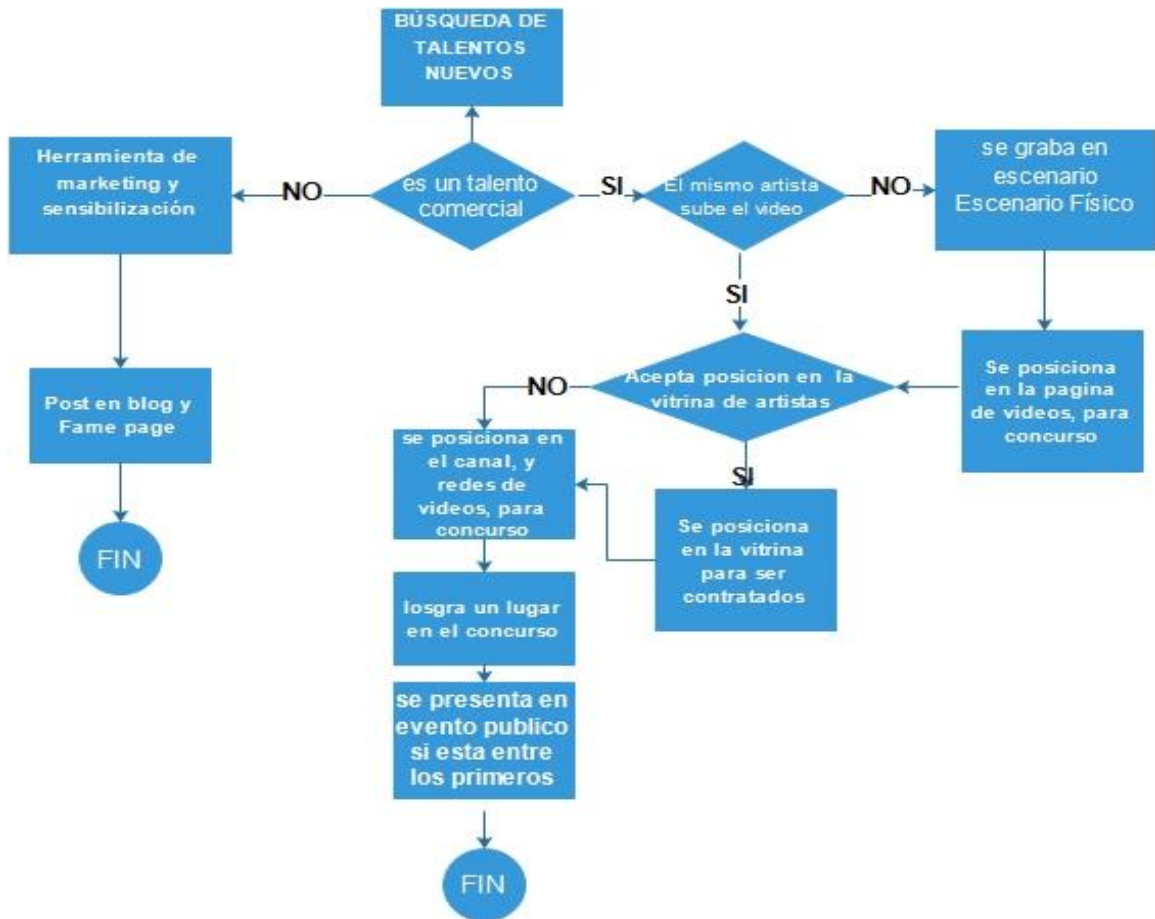 BÚSQUEDA DE
TALENTOS
NUEVOS
Herramienta de
marketing y
sensibilización
NO
es un talento
comercial
SI
El mismo artista
sube el video
NO
se graba en
escenario
Escenario Físico
SI
Post en blog y
Fame page
NO
Acepta posicion en la
vitrina de artistas
Se posiciona
en la pagina
de videos, para
concurso
se posiciona en
el canal, y
redes de
videos, para
concurso
SI
Se posiciona
en la vitrina
para ser
contratados
FIN
losgra un lugar
en el concurso
se presenta en
evento publico
si esta entre
los primeros
FIN